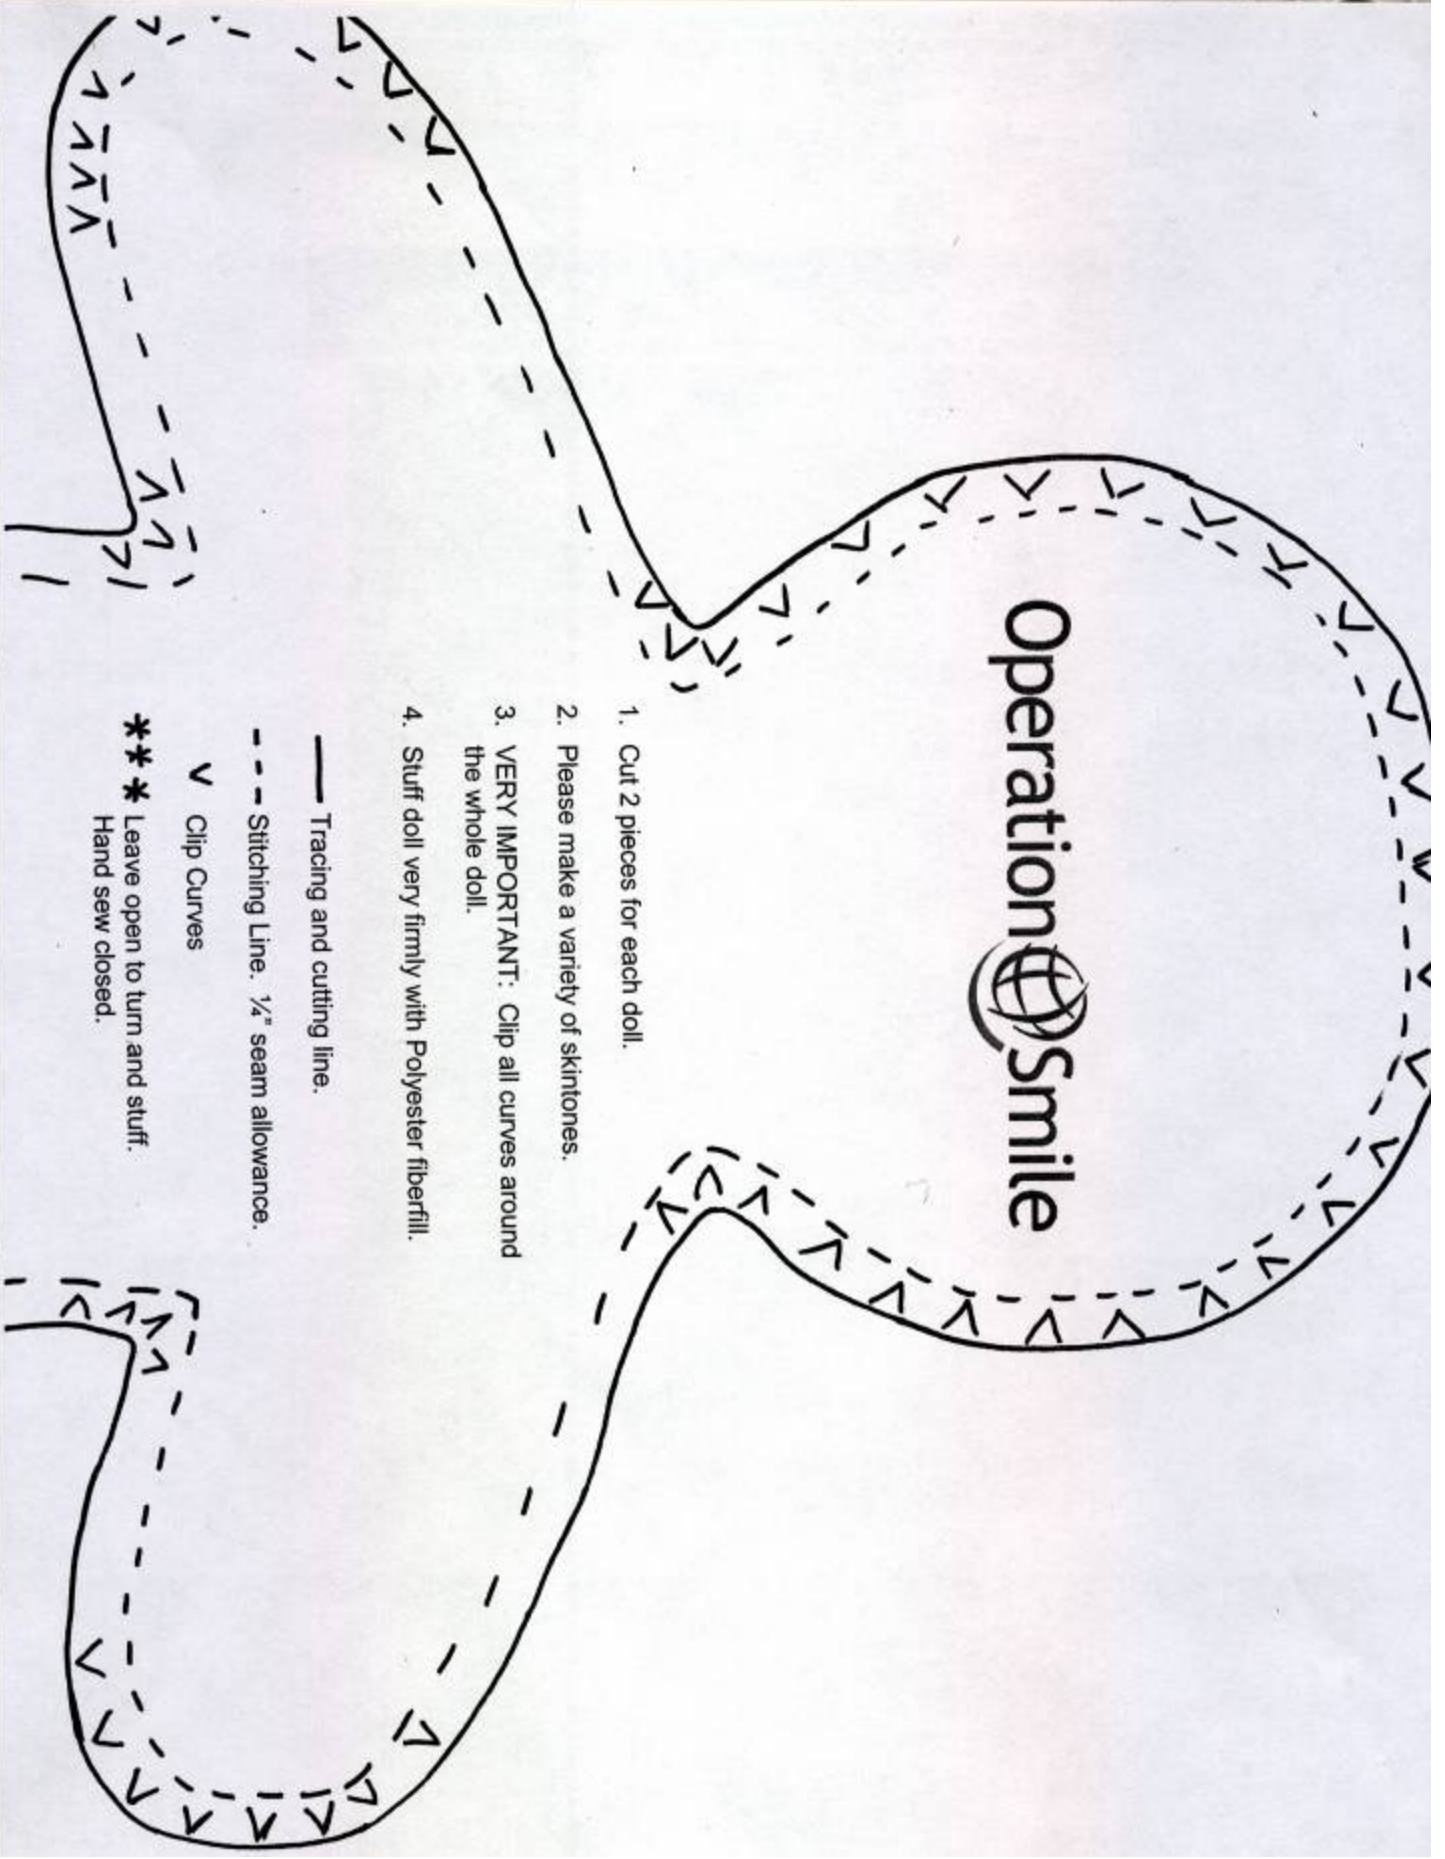 Operation Smile
1. Cut 2 pieces for each doll.
2. Please make a variety of skintones.
3. VERY IMPORTANT: Clip all curves around
the whole doll.
4. Stuff doll very firmly with Polyester fiberfill.
Tracing and cutting line.
--- Stitching Line. ¼" seam allowance.
v Clip Curves
*** Leave open to turn and stuff.
Hand sew closed.